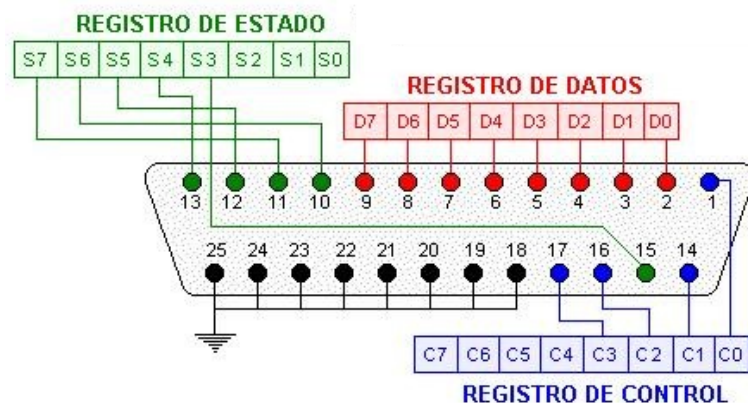 REGISTRO DE ESTADO
S7 S6 S5 S4 S3 S2 S1 S0
REGISTRO DE DATOS
D7 D6 D5 D4 D3 D2 D1 D0
13 12 11 10 9 8 7 6 5 4 3 2 1
25 24 23 22 21 20 19 18 17 16 15 14
C7 C6 C5 C4 C3 C2 C1 C0
REGISTRO DE CONTROL